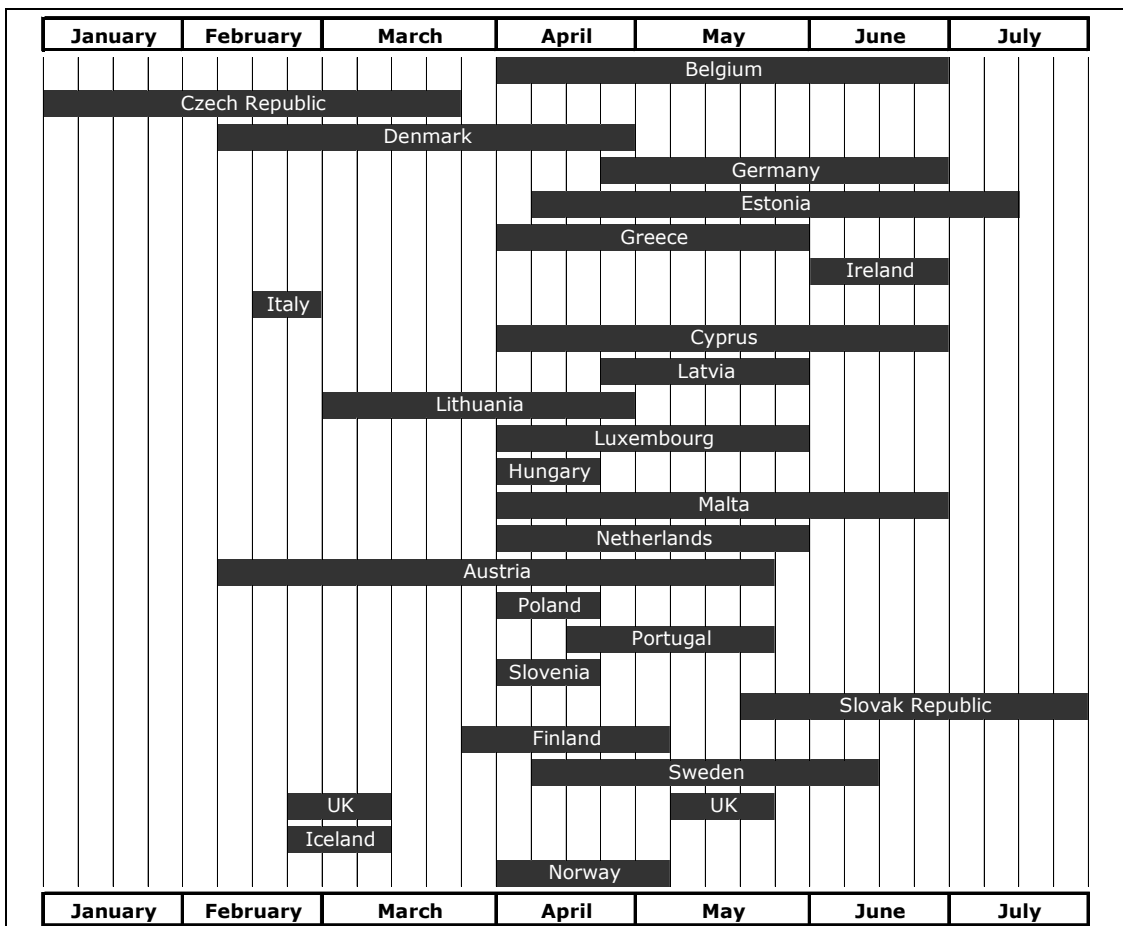 January February March April May June July
Belgium
Czech Republic
Denmark
Germany
Estonia
Greece
Ireland
Italy
Cyprus
Latvia
Lithuania
Luxembourg
Hungary
Malta
Netherlands
Austria
Poland
Portugal
Slovenia
Slovak Republic
Finland
Sweden
UK UK
Iceland
Norway
January February March April May June July